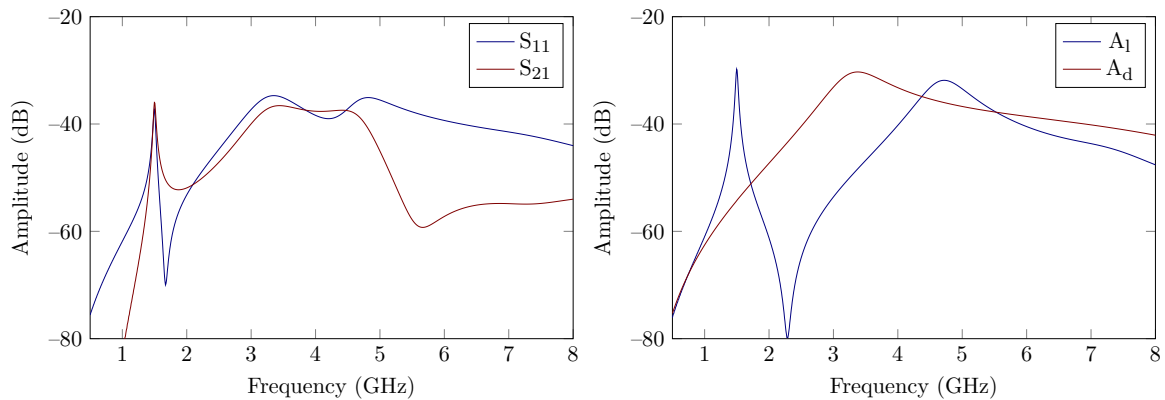 −20
−40
−60
−80
Amplitude (dB)
1 2 3 4 5 6 7 8
Frequency (GHz)
S11
S21
−20
−40
−60
−80
Amplitude (dB)
1 2 3 4 5 6 7 8
Frequency (GHz)
Al
Ad